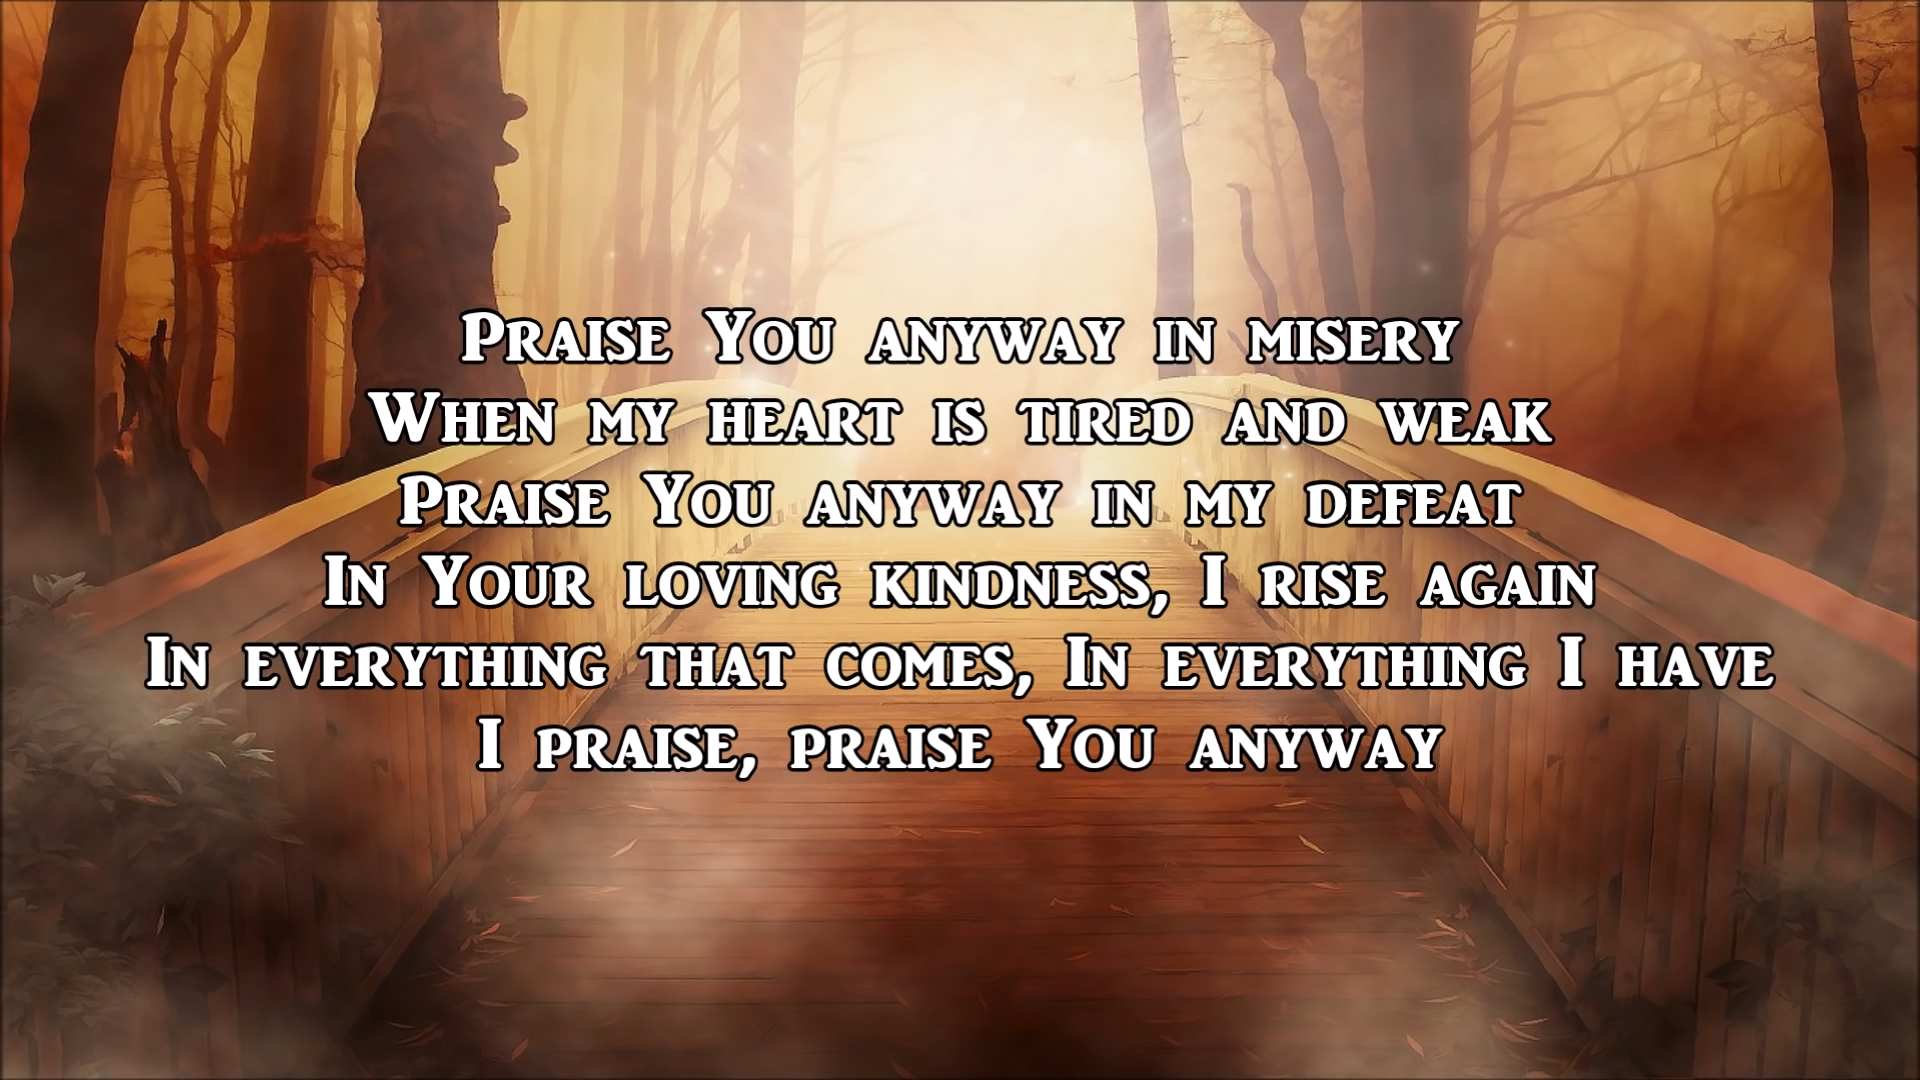 Praise You anyway in misery
When my heart is tired and weak
Praise You anyway in my defeat
In Your loving kindness, I rise again
In everything that comes, In everything I have
I praise, praise You anyway